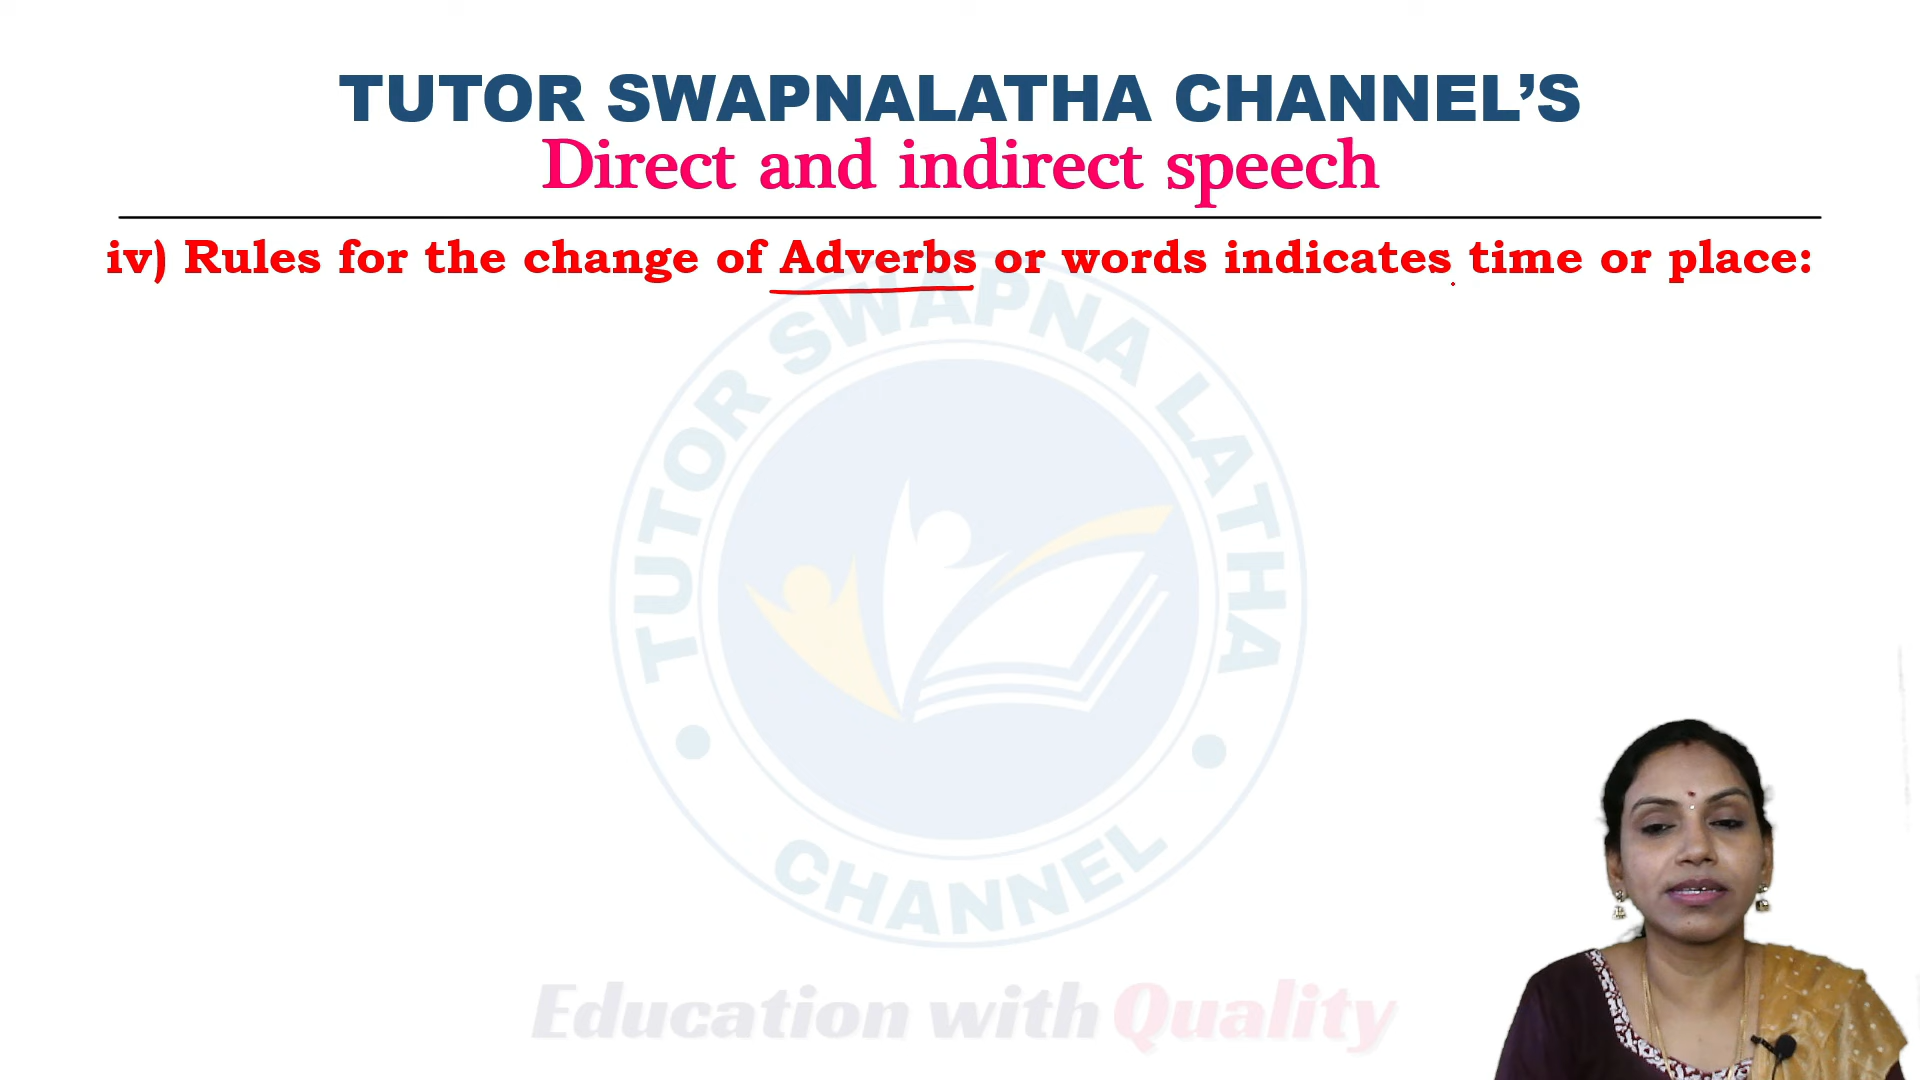 TUTOR SWAPNALATHA CHANNEL’S
Direct and indirect speech
iv) Rules for the change of Adverbs or words indicates time or place:
TUTOR SWAPNA LATHA
CHANNEL
Education with Quality